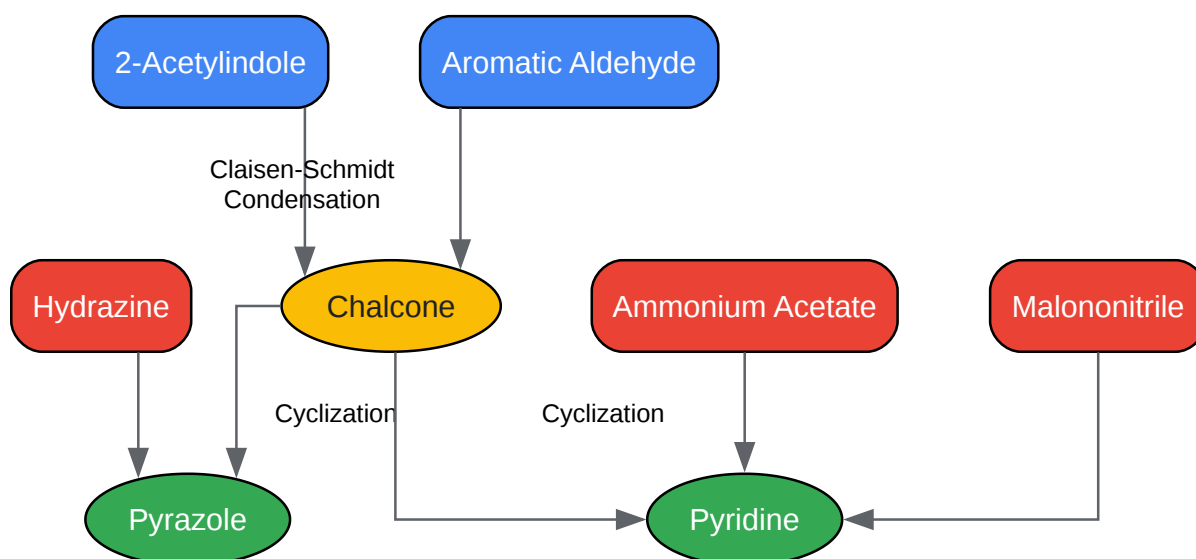 2-Acetylindole
Aromatic Aldehyde
Claisen-Schmidt
Condensation
Hydrazine
Chalcone
Ammonium Acetate
Malononitrile
Cyclization
Cyclization
Pyrazole
Pyridine